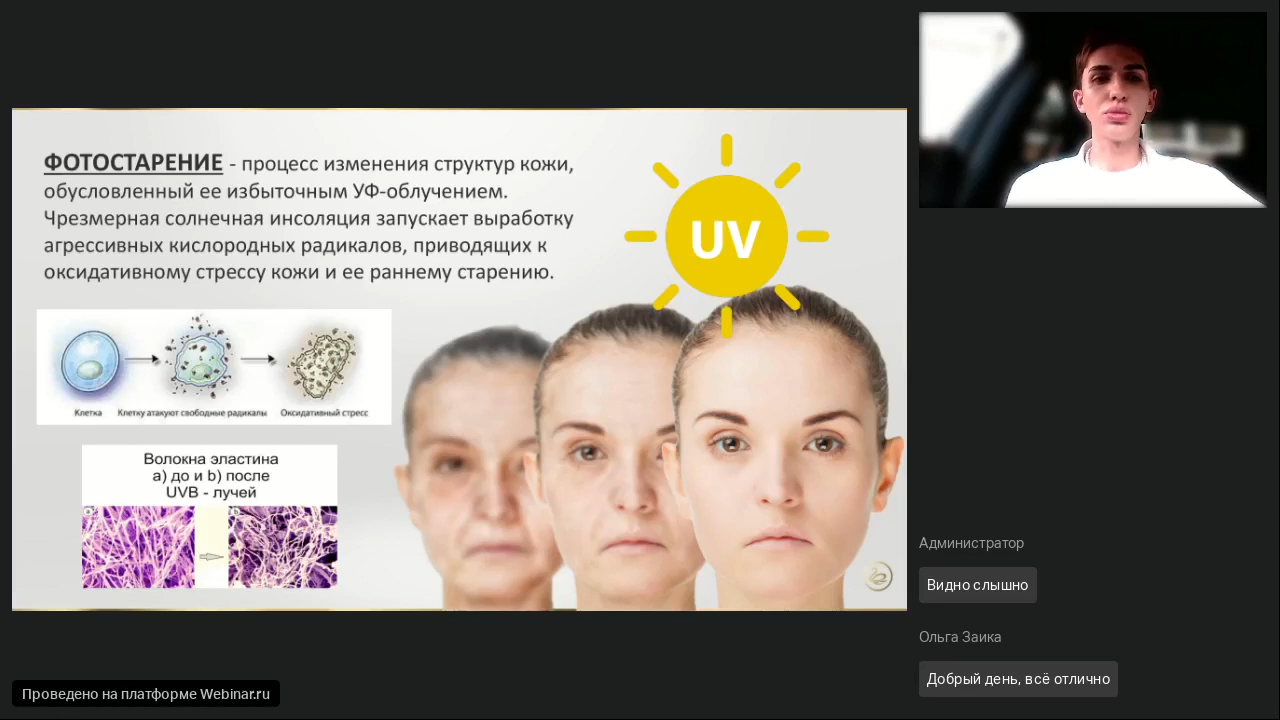 ФОТОСТАРЕНИЕ - процесс изменения структур кожи,
обусловленный ее избыточным УФ-облучением.
Чрезмерная солнечная инсоляция запускает выработку
агрессивных кислородных радикалов, приводящих к
оксидативному стрессу кожи и ее раннему старению.
UV
Клетка
Клетку атакуют свободные радикалы
Оксидативный стресс
Волокна эластина
a) до и b) после
UVB - лучей
a
b
Администратор
Видно слышно
Ольга Заика
Добрый день, всё отлично
Проведено на платформе Webinar.ru